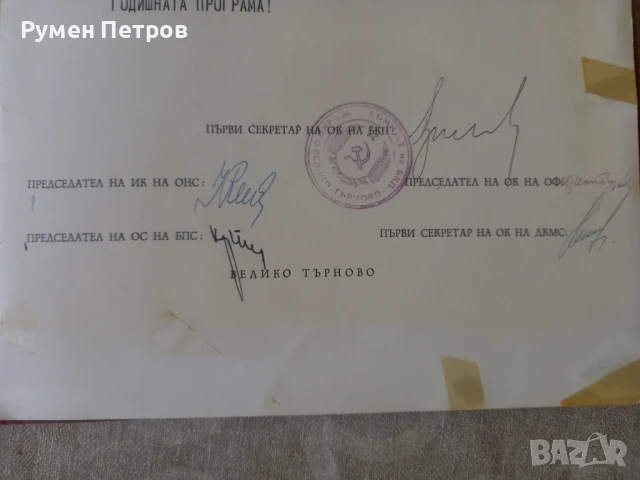 ГОДИШНАТА ПРОГРАМА!
Румен Петров
ПЪРВИ СЕКРЕТАР НА ОК НА БКП:
ПРЕДСЕДАТЕЛ НА ИК НА ОНС:
ПРЕДСЕДАТЕЛ НА ОК НА ОФ:
ПРЕДСЕДАТЕЛ НА ОС НА БПС:
ПЪРВИ СЕКРЕТАР НА ОК НА ДКМС:
ВЕЛИКО ТЪРНОВО
BAZAR